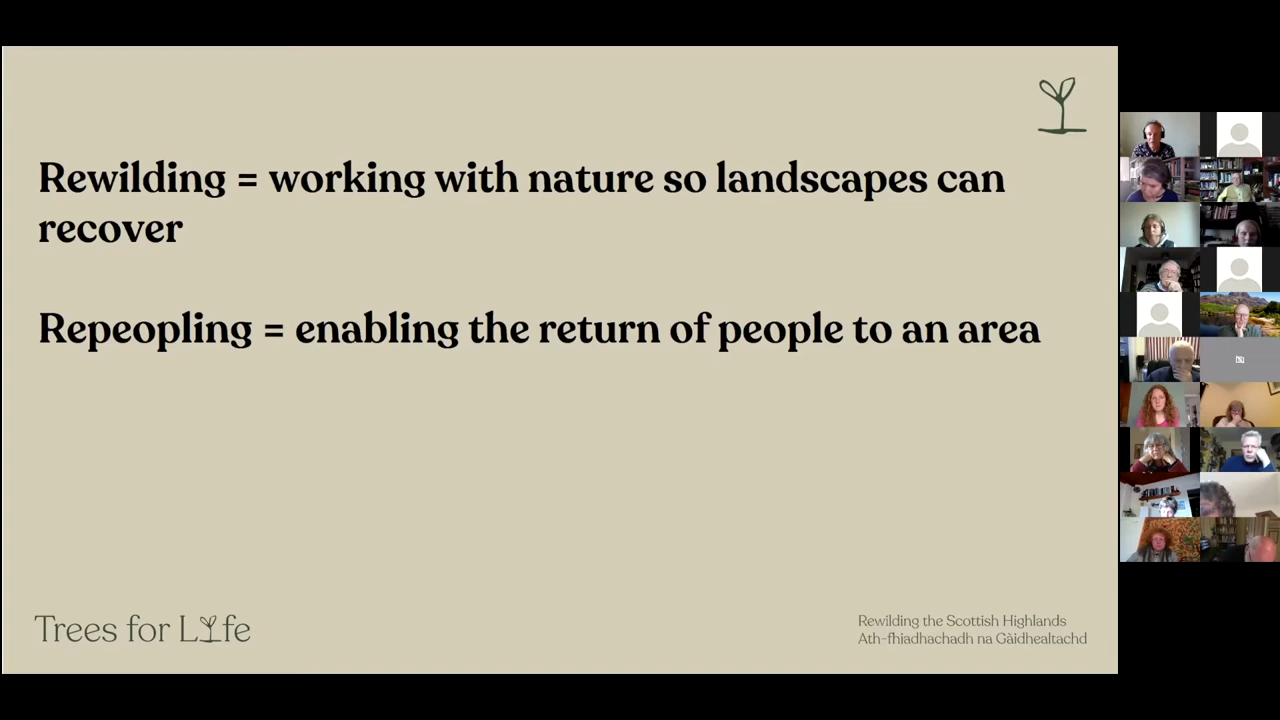 Rewilding = working with nature so landscapes can
recover
Repeopling = enabling the return of people to an area
Trees for Life
Rewilding the Scottish Highlands
Ath-fhiadhachadh na Gàidhealtachd